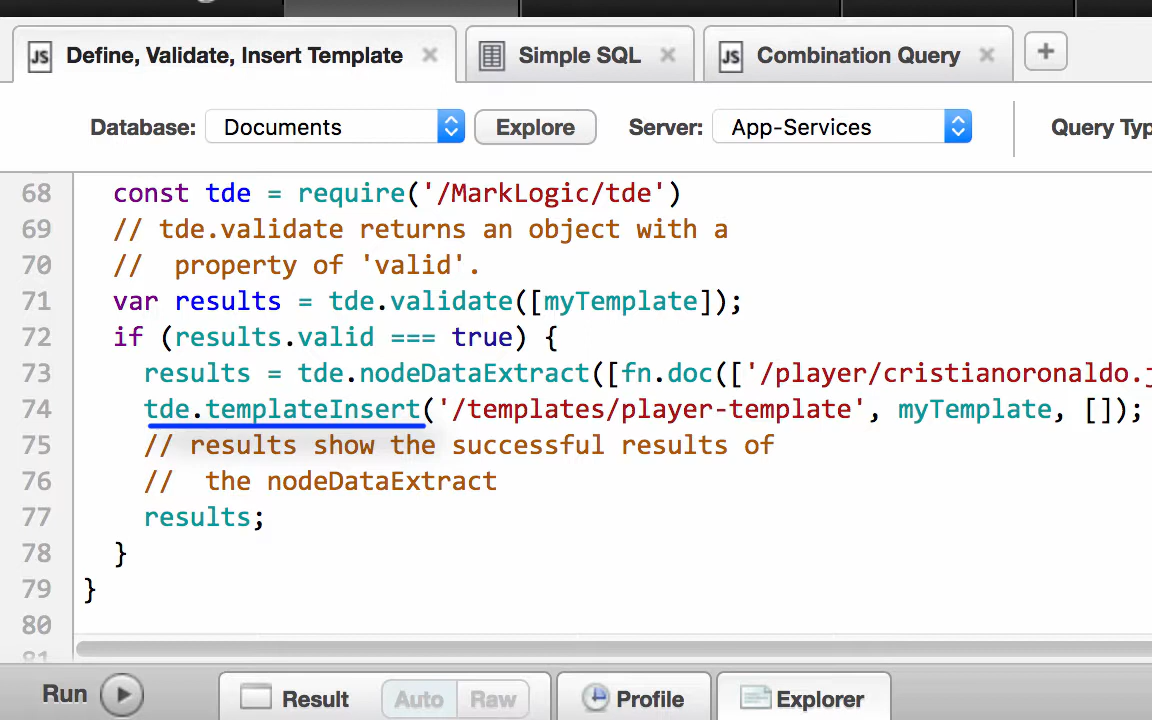 JS Define, Validate, Insert Template × Simple SQL × JS Combination Query × +
Database: Documents Explore Server: App-Services Query Typ
68 const tde = require('/MarkLogic/tde')
69 // tde.validate returns an object with a
70 //  property of 'valid'.
71 var results = tde.validate([myTemplate]);
72 if (results.valid === true) {
73 results = tde.nodeDataExtract([fn.doc(['/player/cristianoronaldo.j
74 tde.templateInsert('/templates/player-template', myTemplate, []);
75 // results show the successful results of
76 //  the nodeDataExtract
77 results;
78 }
79 }
80
81
Run Result Auto Raw Profile Explorer